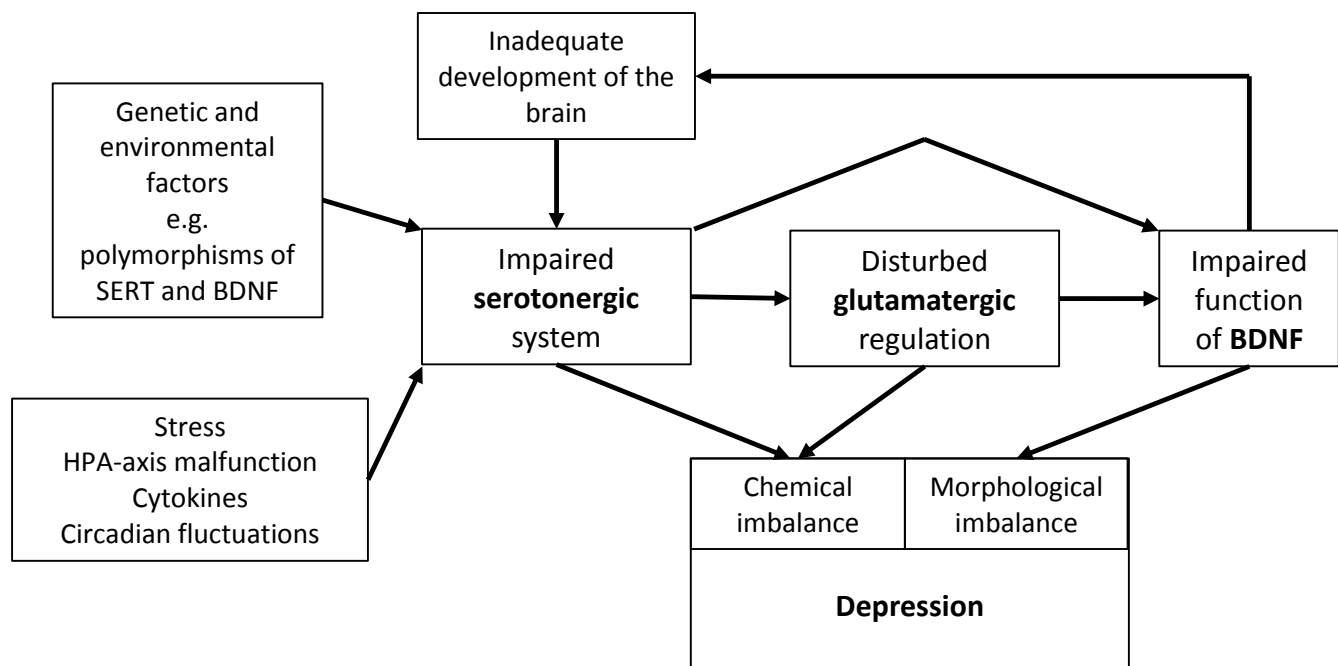 Inadequate
development of the
brain
Genetic and
environmental
factors
e.g.
polymorphisms of
SERT and BDNF
Impaired
serotonergic
system
Disturbed
glutamatergic
regulation
Impaired
function
of BDNF
Stress
HPA-axis malfunction
Cytokines
Circadian fluctuations
Chemical
imbalance
Morphological
imbalance
Depression